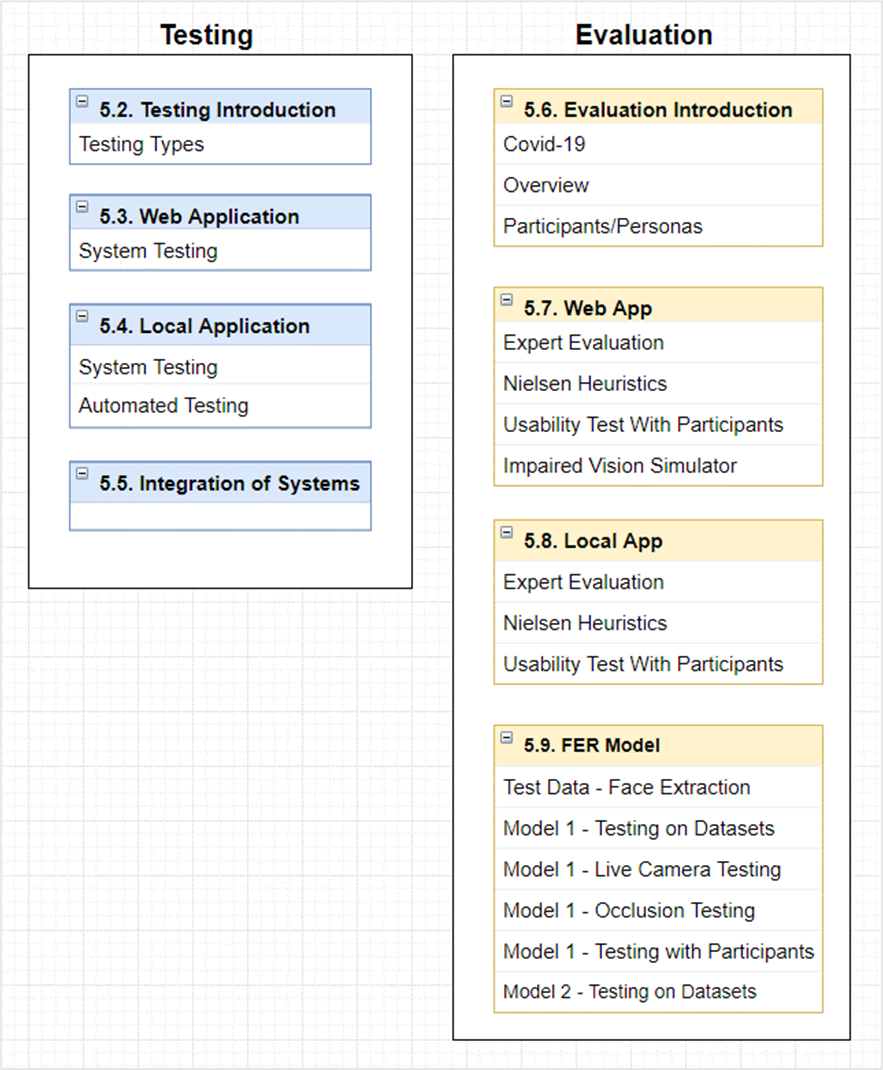 Testing
5.2. Testing Introduction
Testing Types
5.3. Web Application
System Testing
5.4. Local Application
System Testing
Automated Testing
5.5. Integration of Systems
Evaluation
5.6. Evaluation Introduction
Covid-19
Overview
Participants/Personas
5.7. Web App
Expert Evaluation
Nielsen Heuristics
Usability Test With Participants
Impaired Vision Simulator
5.8. Local App
Expert Evaluation
Nielsen Heuristics
Usability Test With Participants
5.9. FER Model
Test Data - Face Extraction
Model 1 - Testing on Datasets
Model 1 - Live Camera Testing
Model 1 - Occlusion Testing
Model 1 - Testing with Participants
Model 2 - Testing on Datasets